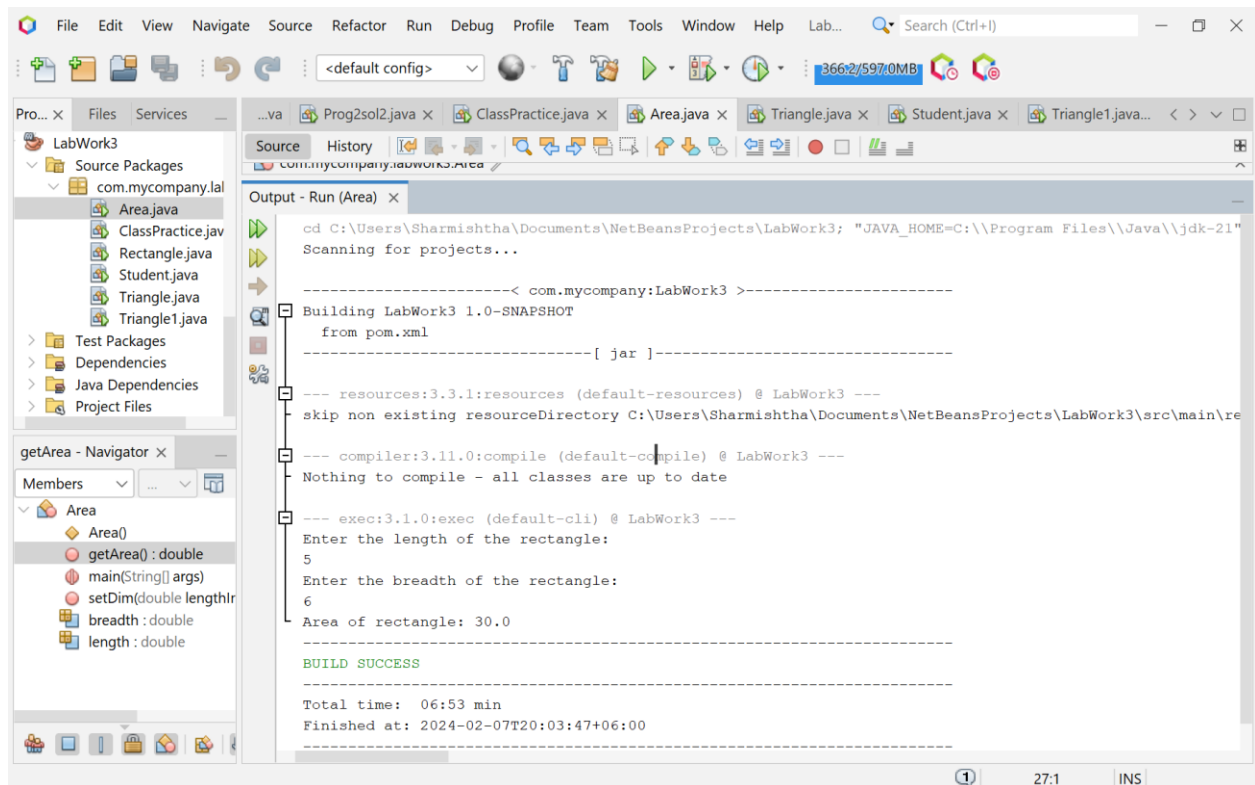 File Edit View Navigate Source Refactor Run Debug Profile Team Tools Window Help Lab... Search (Ctrl+I)
<default config> 366.2/597.0MB
Pro... Files Services
...va Prog2sol2.java ClassPractice.java Area.java Triangle.java Student.java Triangle1.java...
LabWork3
Source Packages
com.mycompany.lal
Area.java
ClassPractice.jav
Rectangle.java
Student.java
Triangle.java
Triangle1.java
Test Packages
Dependencies
Java Dependencies
Project Files
getArea - Navigator
Members ...
Area
Area()
getArea() : double
main(String[] args)
setDim(double lengthIr
breadth : double
length : double
Source History
com.mycompany.labwork3.Area
Output - Run (Area)
cd C:\Users\Sharmishtha\Documents\NetBeansProjects\LabWork3; "JAVA_HOME=C:\\Program Files\\Java\\jdk-21"
Scanning for projects...
----------------------< com.mycompany:LabWork3 >----------------------
Building LabWork3 1.0-SNAPSHOT
from pom.xml
--------------------------------[ jar ]---------------------------------
--- resources:3.3.1:resources (default-resources) @ LabWork3 ---
skip non existing resourceDirectory C:\Users\Sharmishtha\Documents\NetBeansProjects\LabWork3\src\main\re
--- compiler:3.11.0:compile (default-compile) @ LabWork3 ---
Nothing to compile - all classes are up to date
--- exec:3.1.0:exec (default-cli) @ LabWork3 ---
Enter the length of the rectangle:
5
Enter the breadth of the rectangle:
6
Area of rectangle: 30.0
------------------------------------------------------------------------
BUILD SUCCESS
------------------------------------------------------------------------
Total time: 06:53 min
Finished at: 2024-02-07T20:03:47+06:00
------------------------------------------------------------------------
1 27:1 INS